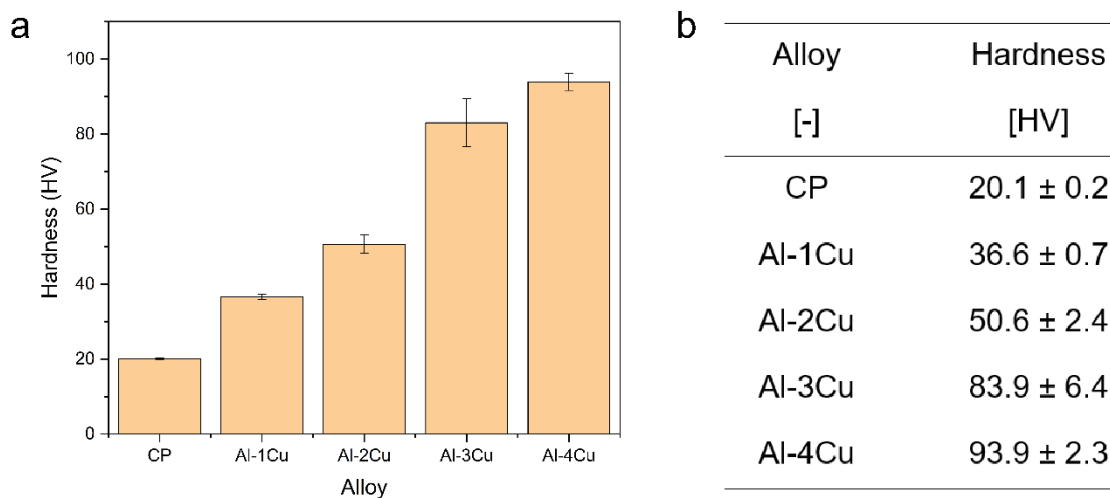 a
Hardness (HV)
100
80
60
40
20
0
CP Al-1Cu Al-2Cu Al-3Cu Al-4Cu
Alloy
b
Alloy Hardness
[-] [HV]
CP 20.1 ± 0.2
Al-1Cu 36.6 ± 0.7
Al-2Cu 50.6 ± 2.4
Al-3Cu 83.9 ± 6.4
Al-4Cu 93.9 ± 2.3